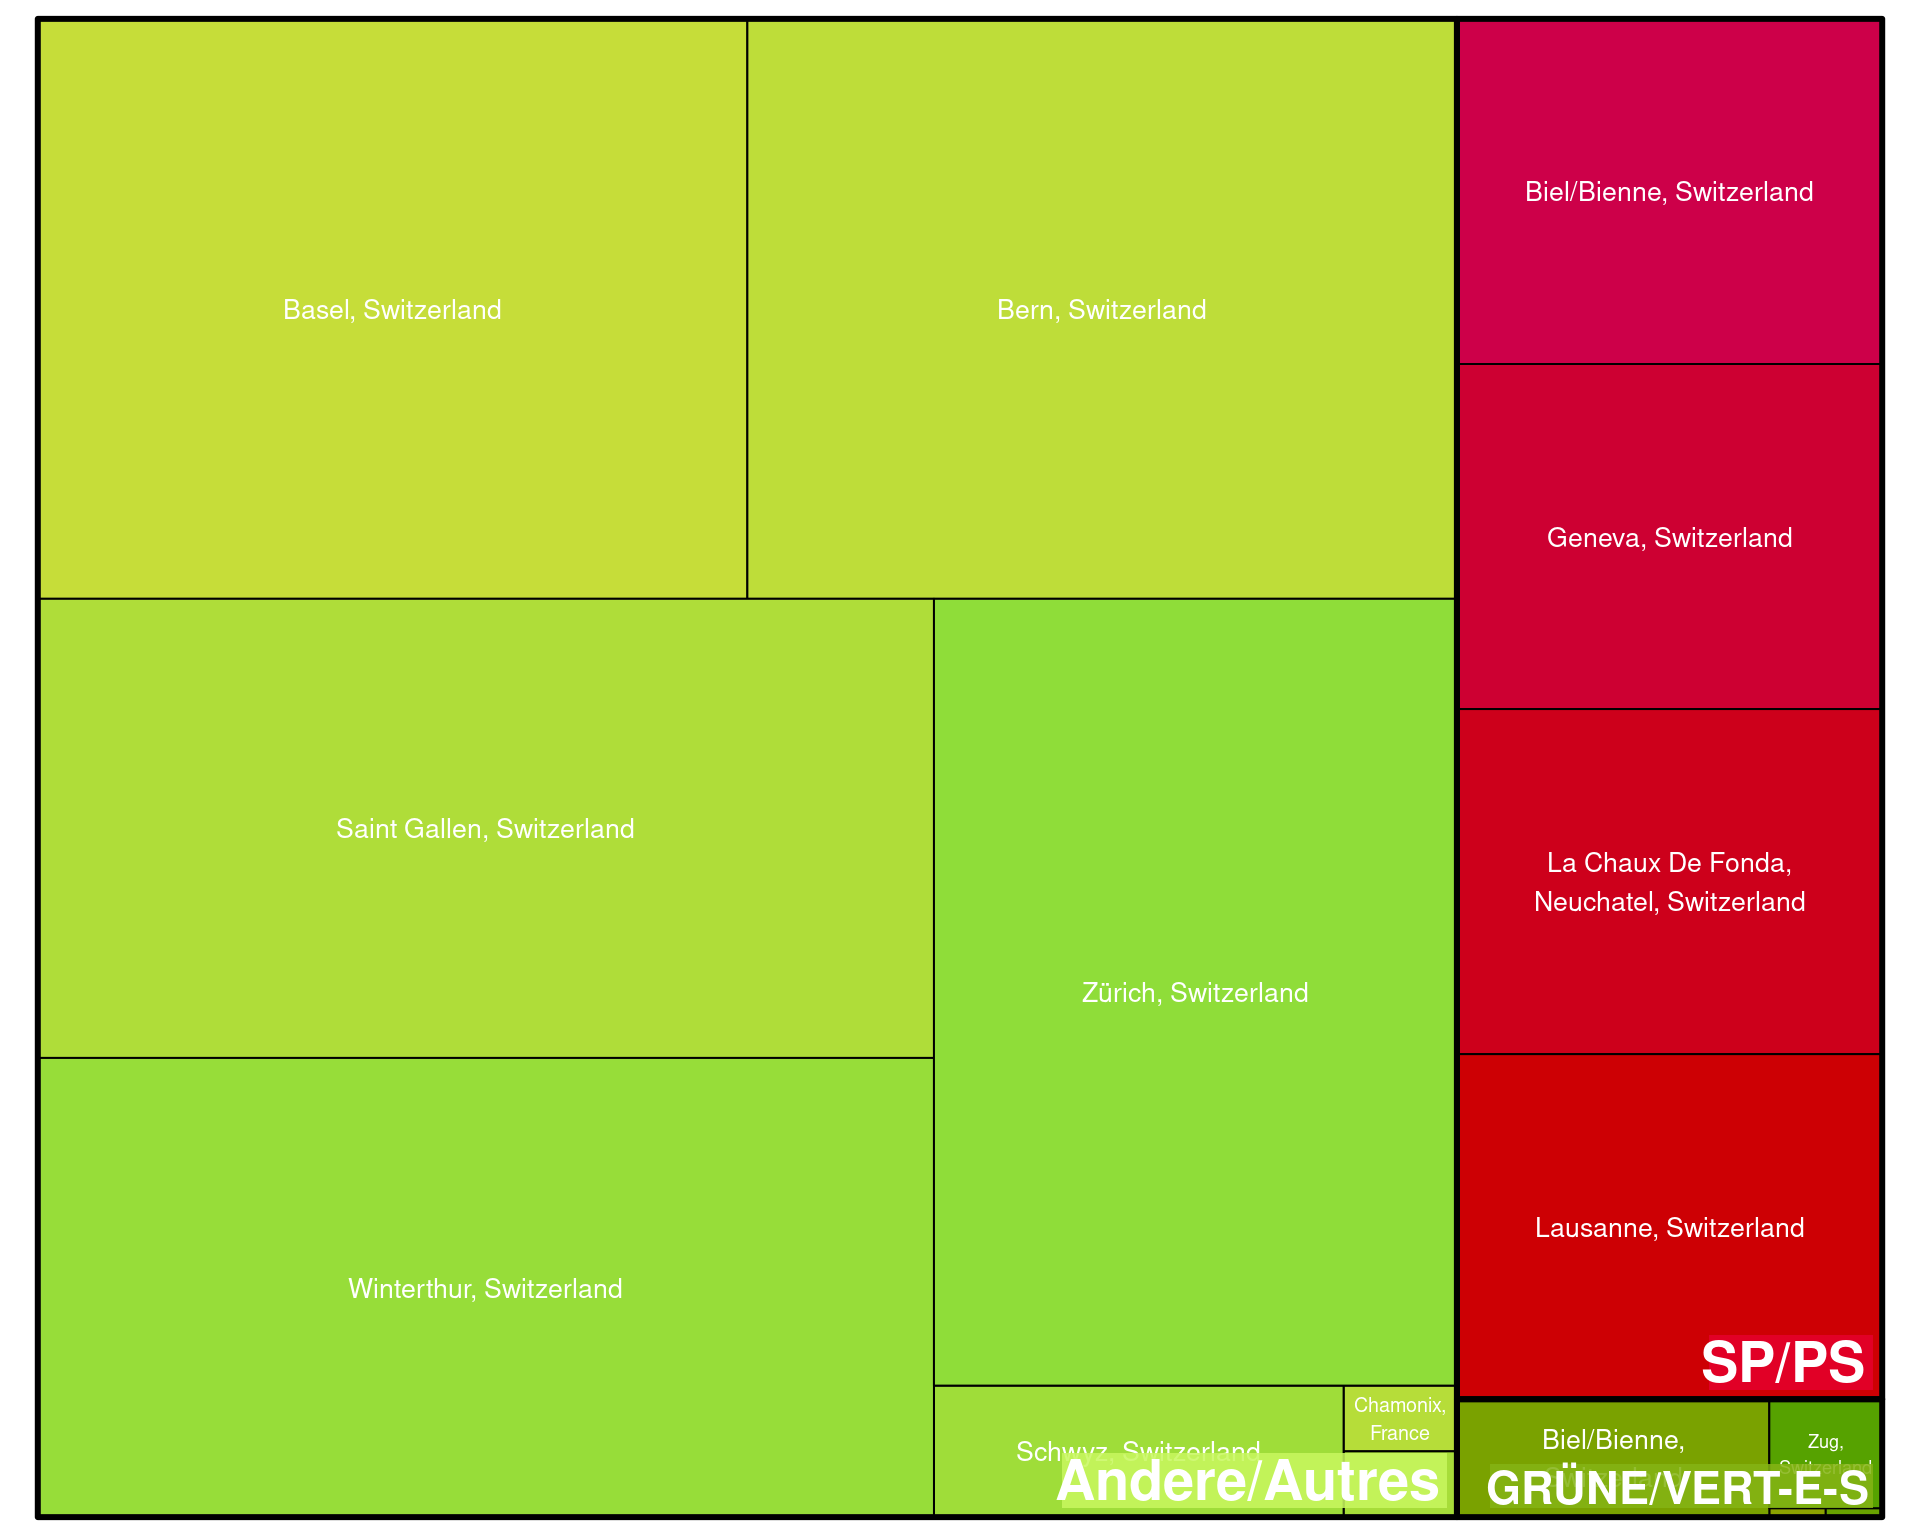 Basel, Switzerland
Bern, Switzerland
Biel/Bienne, Switzerland
Geneva, Switzerland
Saint Gallen, Switzerland
La Chaux De Fonda,
Neuchatel, Switzerland
Zürich, Switzerland
Lausanne, Switzerland
Winterthur, Switzerland
SP/PS
Chamonix,
France
Schwyz, Switzerland
Andere/Autres
Biel/Bienne,
Switzerland
Zug,
Switzerland
GRÜNE/VERT-E-S